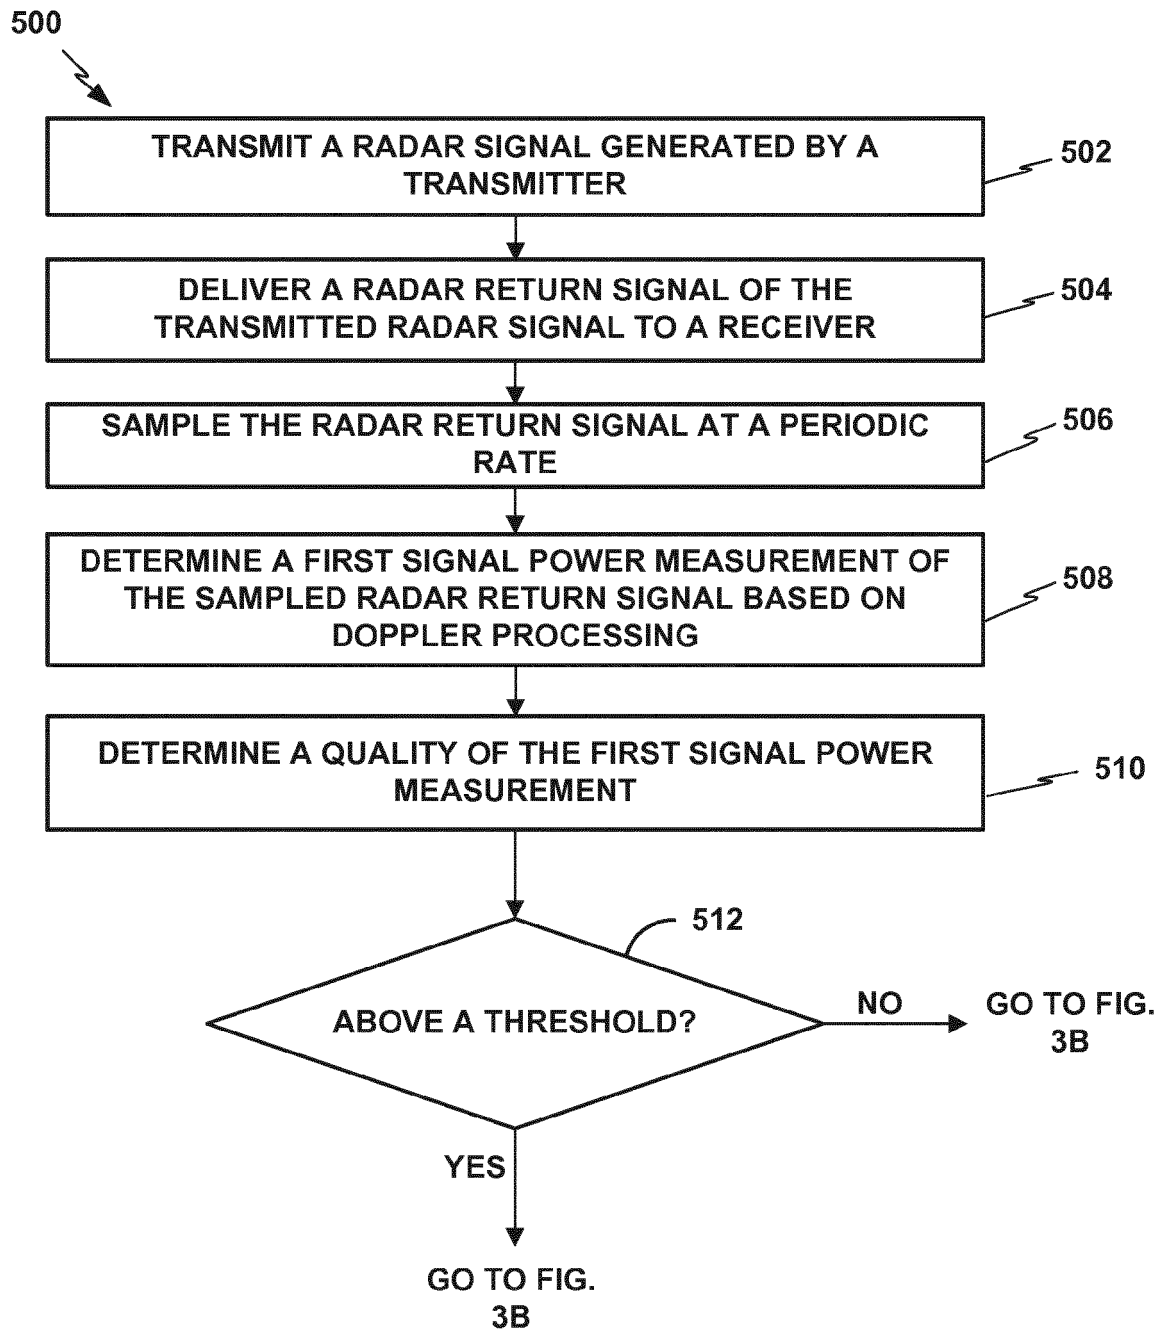 500
TRANSMIT A RADAR SIGNAL GENERATED BY A
TRANSMITTER
502
DELIVER A RADAR RETURN SIGNAL OF THE
TRANSMITTED RADAR SIGNAL TO A RECEIVER
504
SAMPLE THE RADAR RETURN SIGNAL AT A PERIODIC
RATE
506
DETERMINE A FIRST SIGNAL POWER MEASUREMENT OF
THE SAMPLED RADAR RETURN SIGNAL BASED ON
DOPPLER PROCESSING
508
DETERMINE A QUALITY OF THE FIRST SIGNAL POWER
MEASUREMENT
510
512
ABOVE A THRESHOLD?
NO
GO TO FIG.
3B
YES
GO TO FIG.
3B